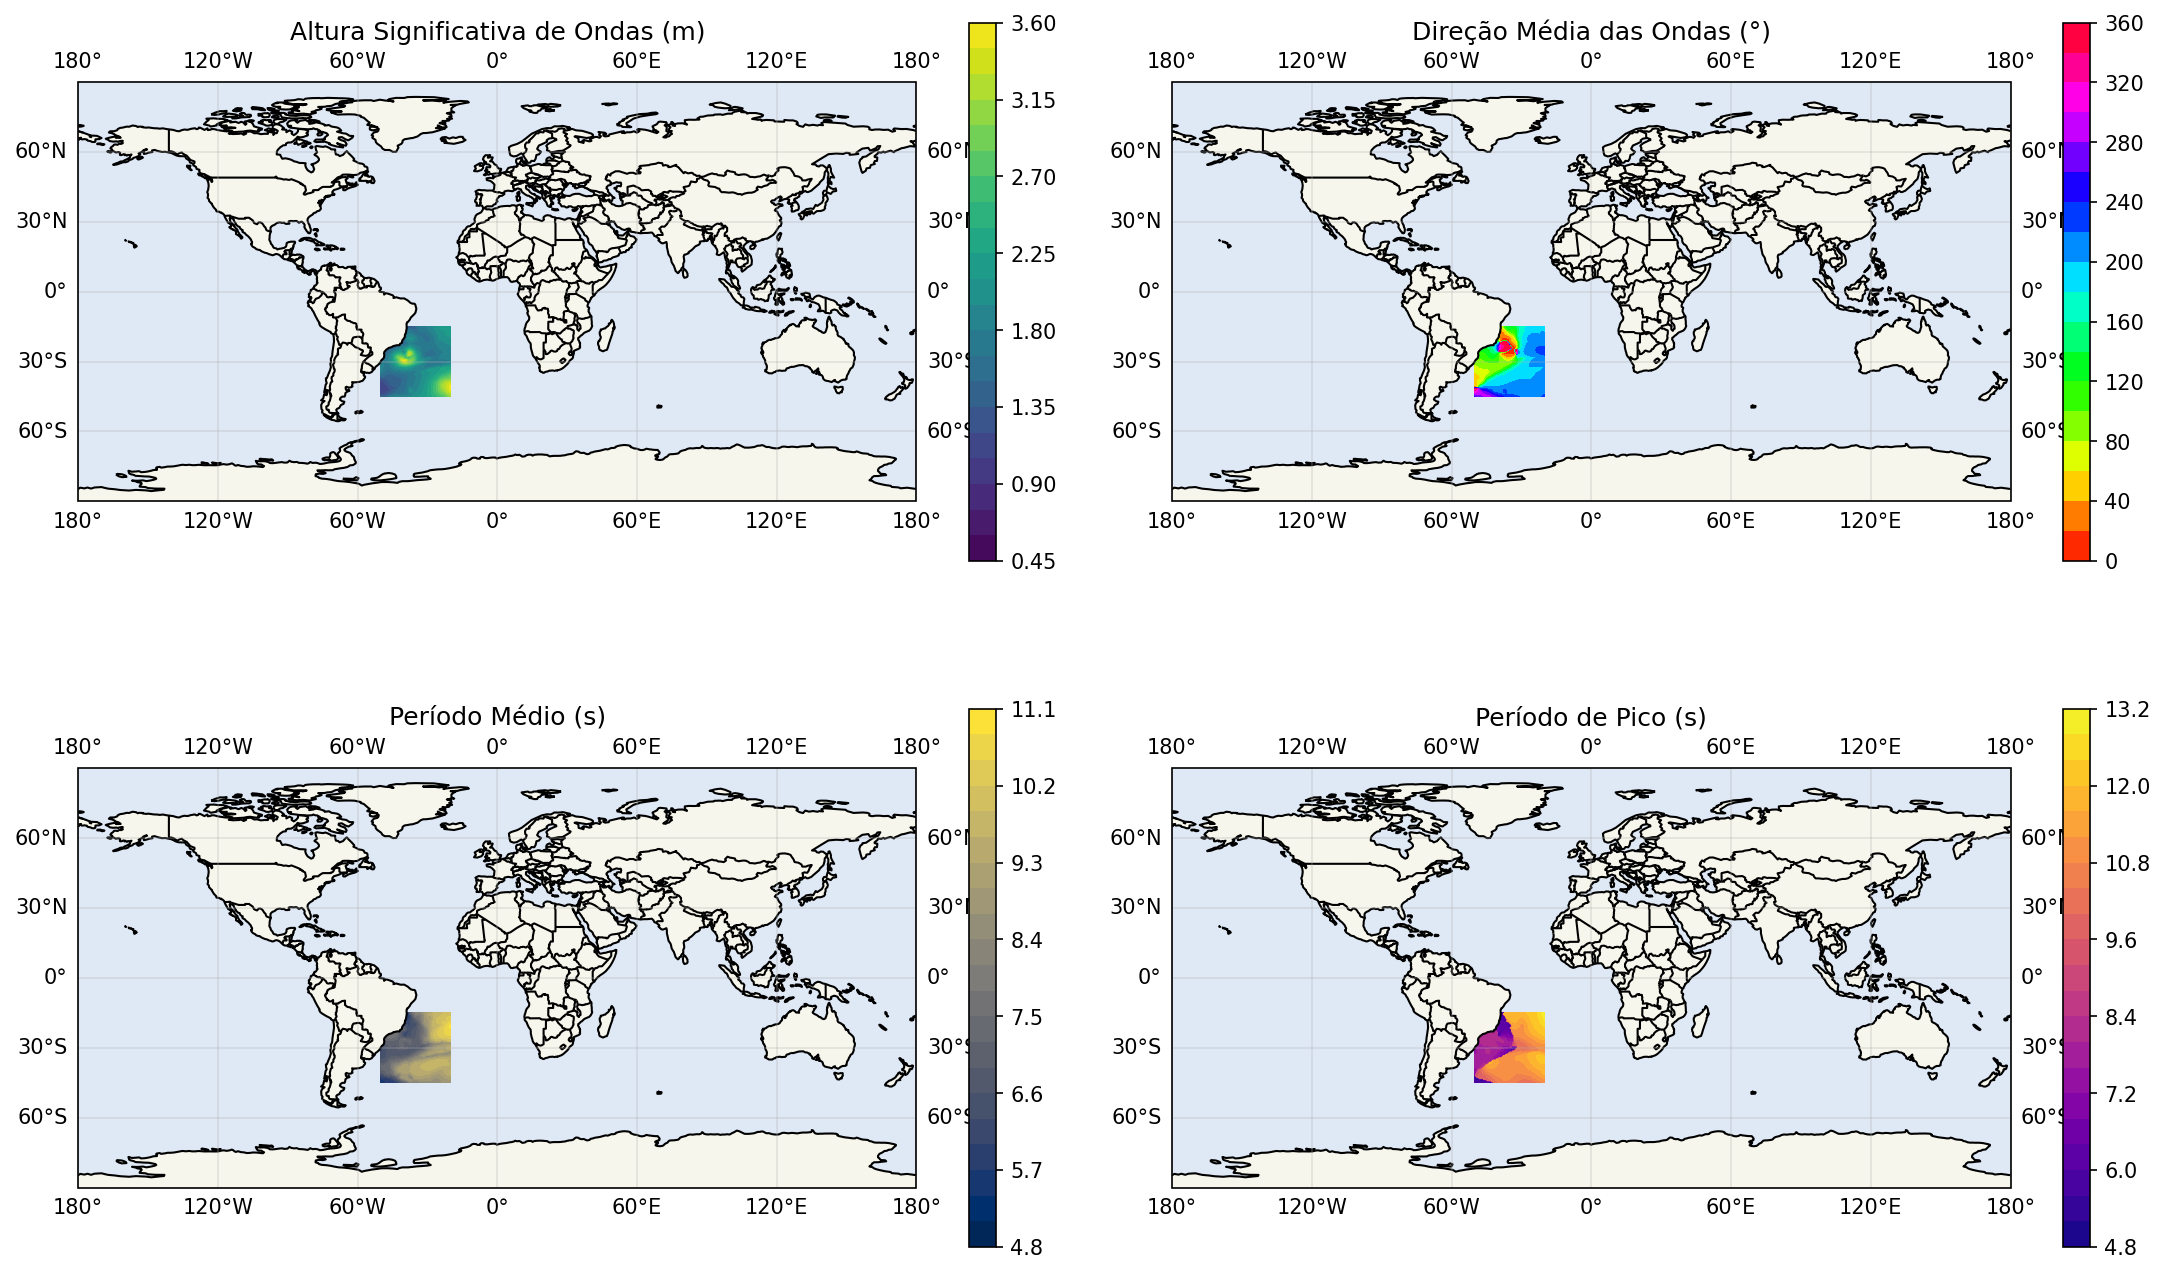 Altura Significativa de Ondas (m)
180° 120°W 60°W 0° 60°E 120°E 180°
60°N 60°N
30°N 30°N
0° 0°
30°S 30°S
60°S 60°S
180° 120°W 60°W 0° 60°E 120°E 180°
3.60
3.15
2.70
2.25
1.80
1.35
0.90
0.45
Direção Média das Ondas (°)
180° 120°W 60°W 0° 60°E 120°E 180°
60°N 60°N
30°N 30°N
0° 0°
30°S 30°S
60°S 60°S
180° 120°W 60°W 0° 60°E 120°E 180°
360
320
280
240
200
160
120
80
40
0
Período Médio (s)
180° 120°W 60°W 0° 60°E 120°E 180°
60°N 60°N
30°N 30°N
0° 0°
30°S 30°S
60°S 60°S
180° 120°W 60°W 0° 60°E 120°E 180°
11.1
10.2
9.3
8.4
7.5
6.6
5.7
4.8
Período de Pico (s)
180° 120°W 60°W 0° 60°E 120°E 180°
60°N 60°N
30°N 30°N
0° 0°
30°S 30°S
60°S 60°S
180° 120°W 60°W 0° 60°E 120°E 180°
13.2
12.0
10.8
9.6
8.4
7.2
6.0
4.8